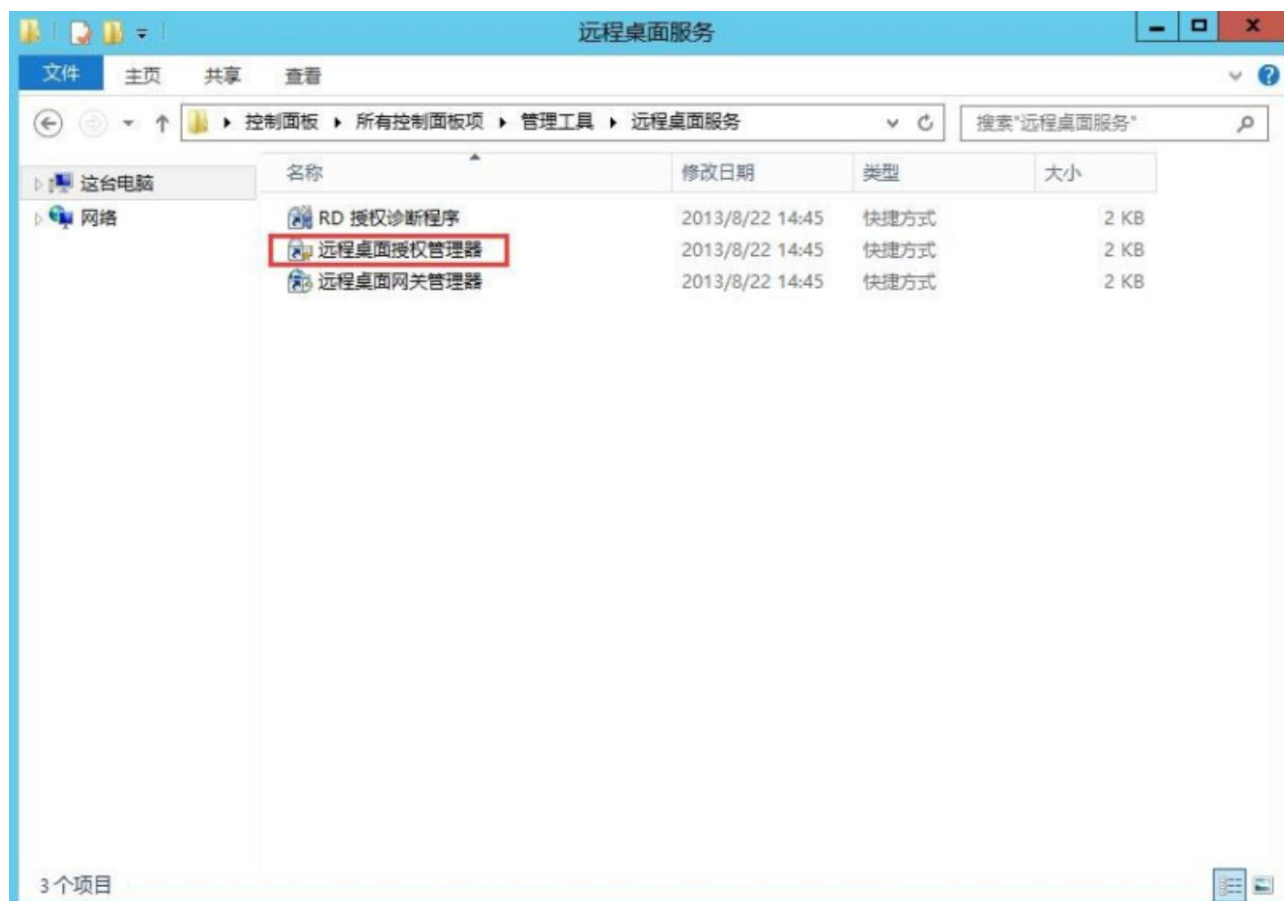 远程桌面服务
文件 主页 共享 查看
控制面板 所有控制面板项 管理工具 远程桌面服务 搜索"远程桌面服务"
名称 修改日期 类型 大小
这台电脑
网络
RD 授权诊断程序 2013/8/22 14:45 快捷方式 2 KB
远程桌面授权管理器 2013/8/22 14:45 快捷方式 2 KB
远程桌面网关管理器 2013/8/22 14:45 快捷方式 2 KB
3 个项目